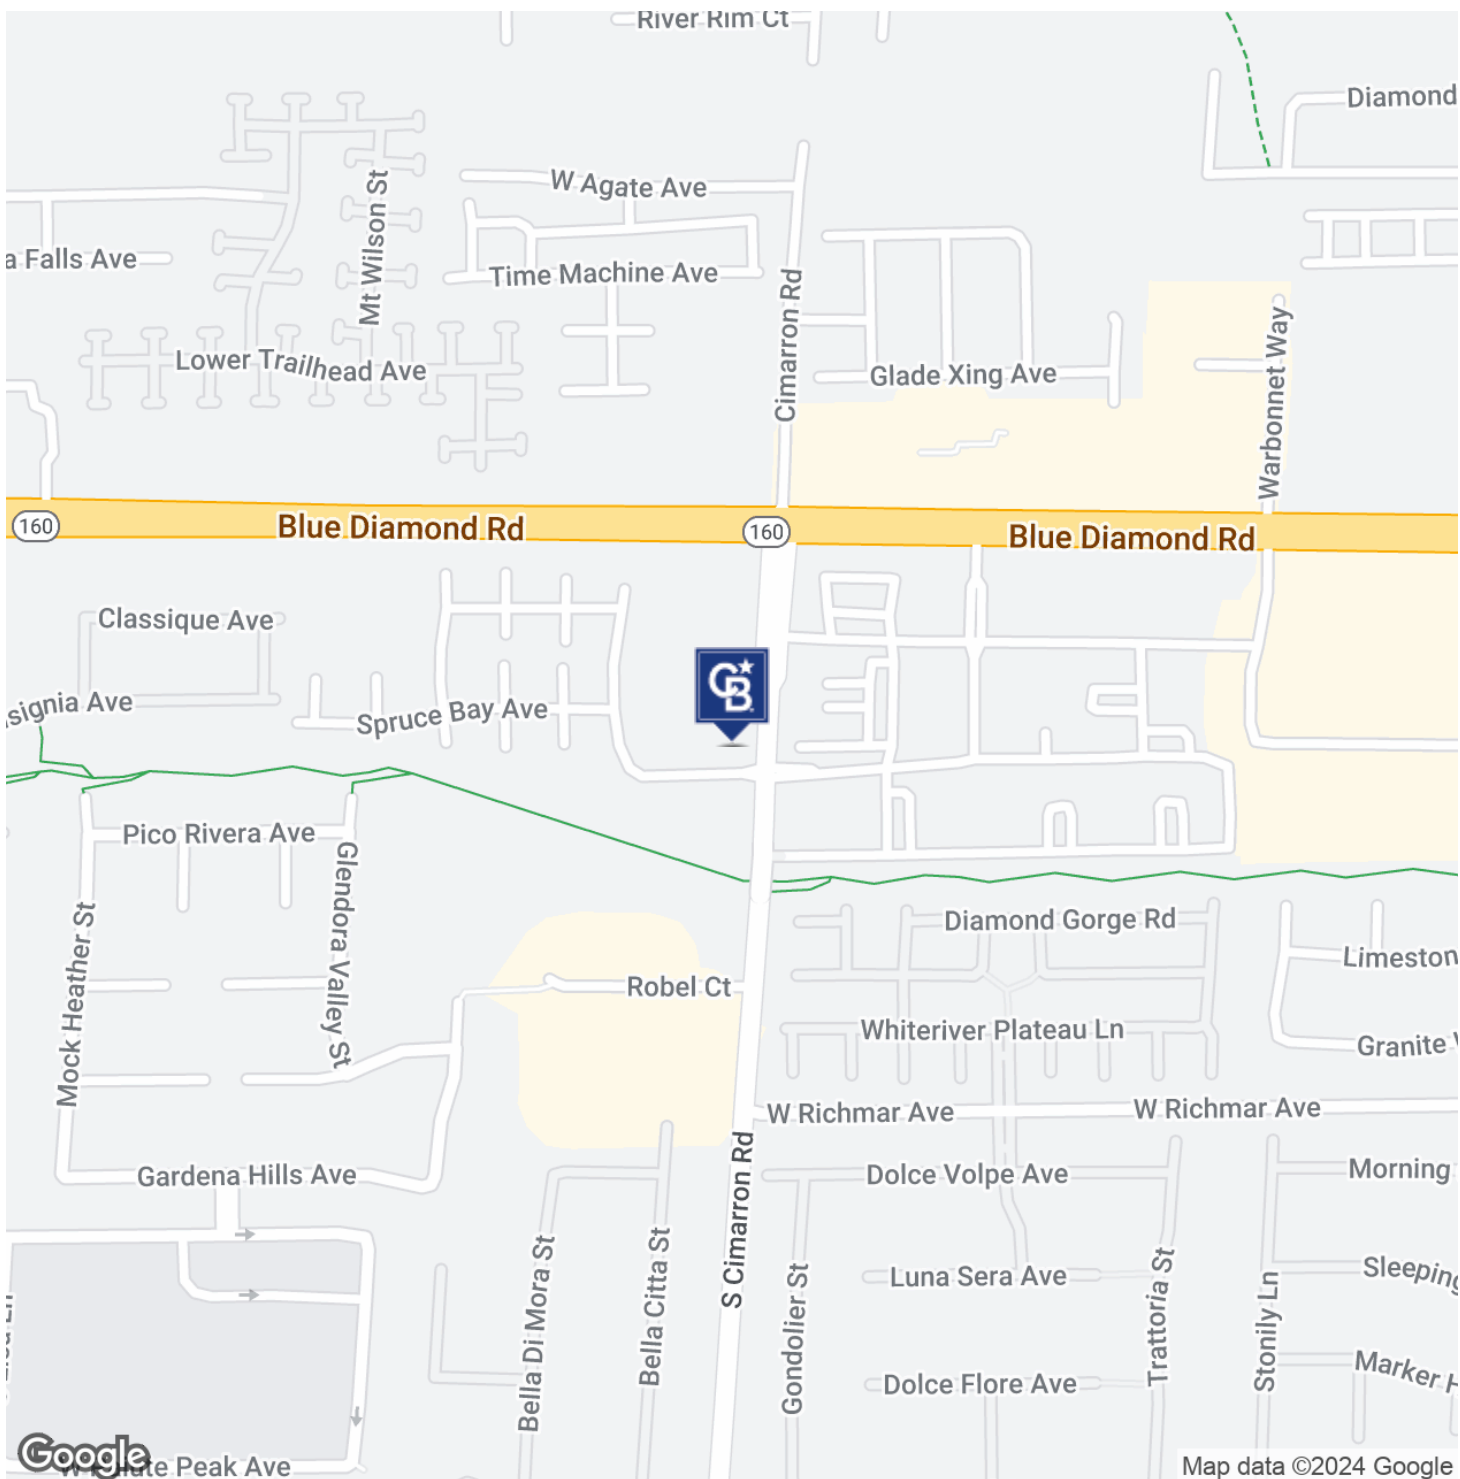 River Rim Ct
Diamond
W Agate Ave
Mt Wilson St
a Falls Ave
Time Machine Ave
Cimarron Rd
Lower Trailhead Ave
Glade Xing Ave
Warbonnet Way
160
Blue Diamond Rd
160
Blue Diamond Rd
Classique Ave
CB
signia Ave
Spruce Bay Ave
Pico Rivera Ave
Glendora Valley St
Mock Heather St
Diamond Gorge Rd
Limeston
Robel Ct
Whiteriver Plateau Ln
Granite
W Richmar Ave
W Richmar Ave
Gardena Hills Ave
Dolce Volpe Ave
Morning
S Cimarron Rd
Bella Di Mora St
Bella Citta St
Gondolier St
Luna Sera Ave
Trattoria St
Stonily Ln
Sleeping
Dolce Flore Ave
Marker
Google
Peak Ave
Map data ©2024 Google